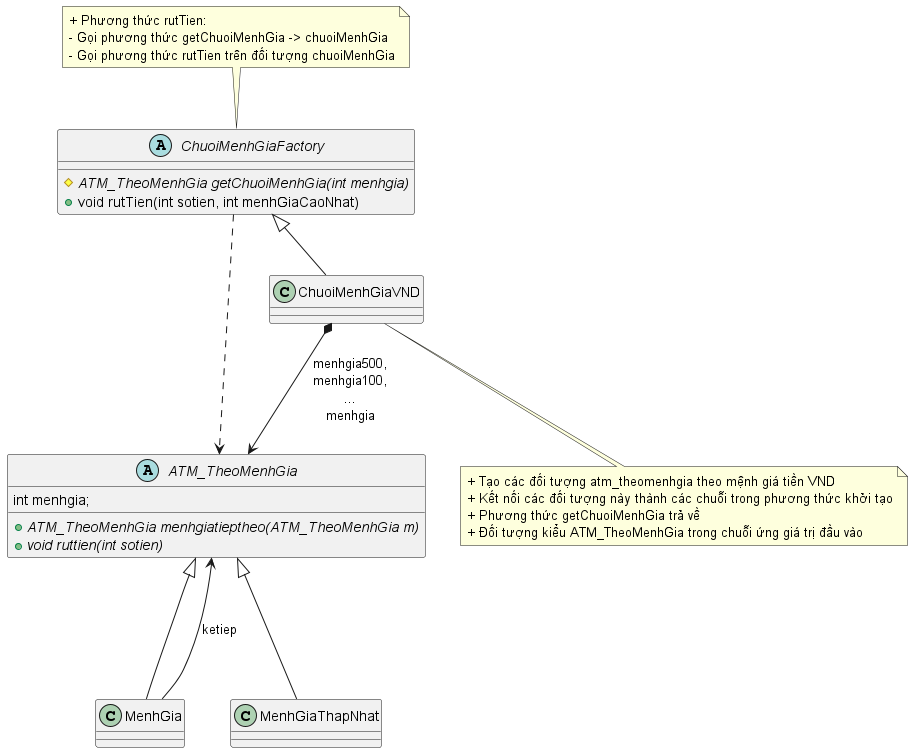 + Phương thức rutTien:
- Gọi phương thức getChuoiMenhGia -> chuoiMenhGia
- Gọi phương thức rutTien trên đối tượng chuoiMenhGia
A ChuoiMenhGiaFactory
ATM_TheoMenhGia getChuoiMenhGia(int menhgia)
void rutTien(int sotien, int menhGiaCaoNhat)
C ChuoiMenhGiaVND
menhgia500,
menhgia100,
...
menhgia
A ATM_TheoMenhGia
int menhgia;
ATM_TheoMenhGia menhgiatieptheo(ATM_TheoMenhGia m)
void ruttien(int sotien)
+ Tạo các đối tượng atm_theomenhgia theo mệnh giá tiền VND
+ Kết nối các đối tượng này thành các chuỗi trong phương thức khởi tạo
+ Phương thức getChuoiMenhGia trả về
+ Đối tượng kiểu ATM_TheoMenhGia trong chuỗi ứng giá trị đầu vào
ketiep
C MenhGia
C MenhGiaThapNhat